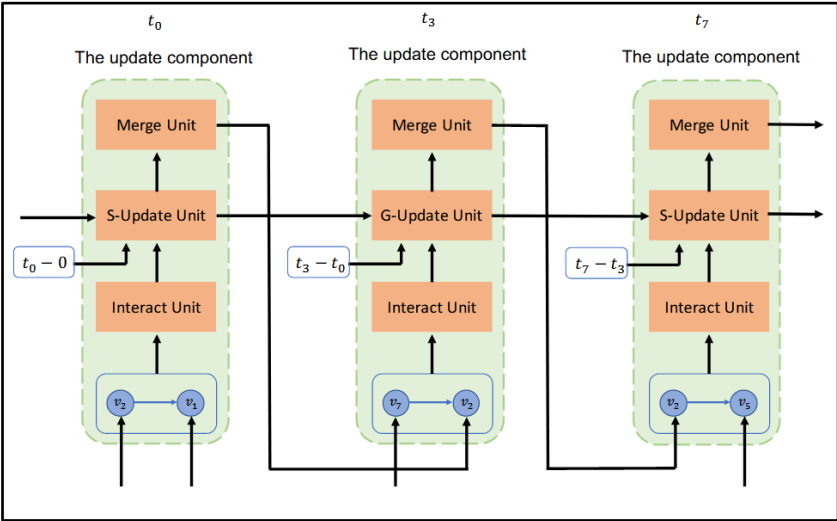 t₀
The update component
Merge Unit
S-Update Unit
t₀ − 0
Interact Unit
v₂
v₁
t₃
The update component
Merge Unit
G-Update Unit
t₃ − t₀
Interact Unit
v₇
v₂
t₇
The update component
Merge Unit
S-Update Unit
t₇ − t₃
Interact Unit
v₂
v₅